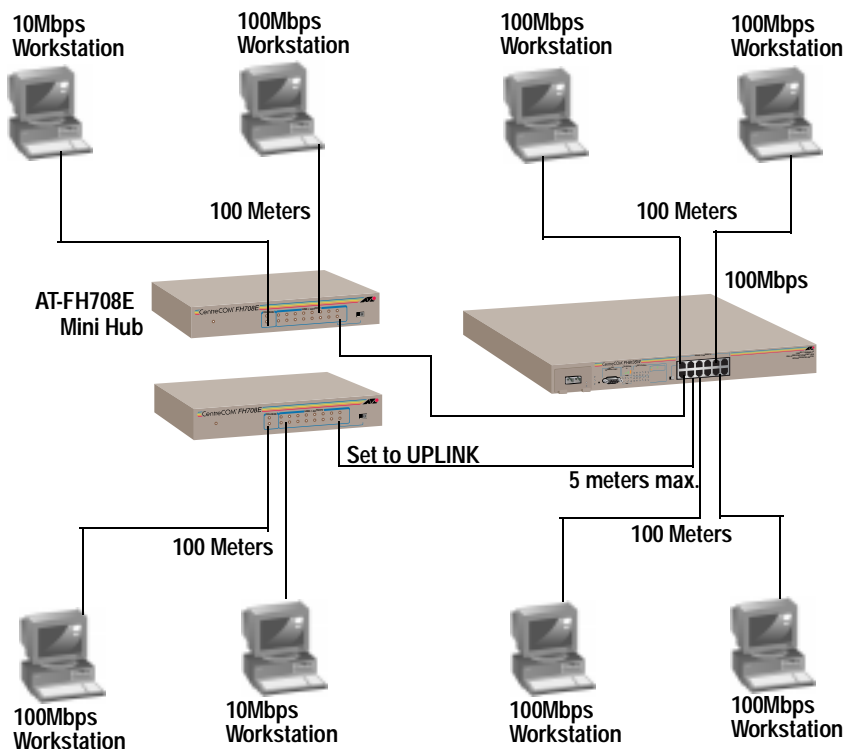 10Mbps
Workstation
100Mbps
Workstation
100Mbps
Workstation
100Mbps
Workstation
100 Meters
100 Meters
AT-FH708E
Mini Hub
100Mbps
CentreCOM FH708E
CentreCOM FH708E
Set to UPLINK
5 meters max.
100 Meters
100 Meters
100Mbps
Workstation
10Mbps
Workstation
100Mbps
Workstation
100Mbps
Workstation